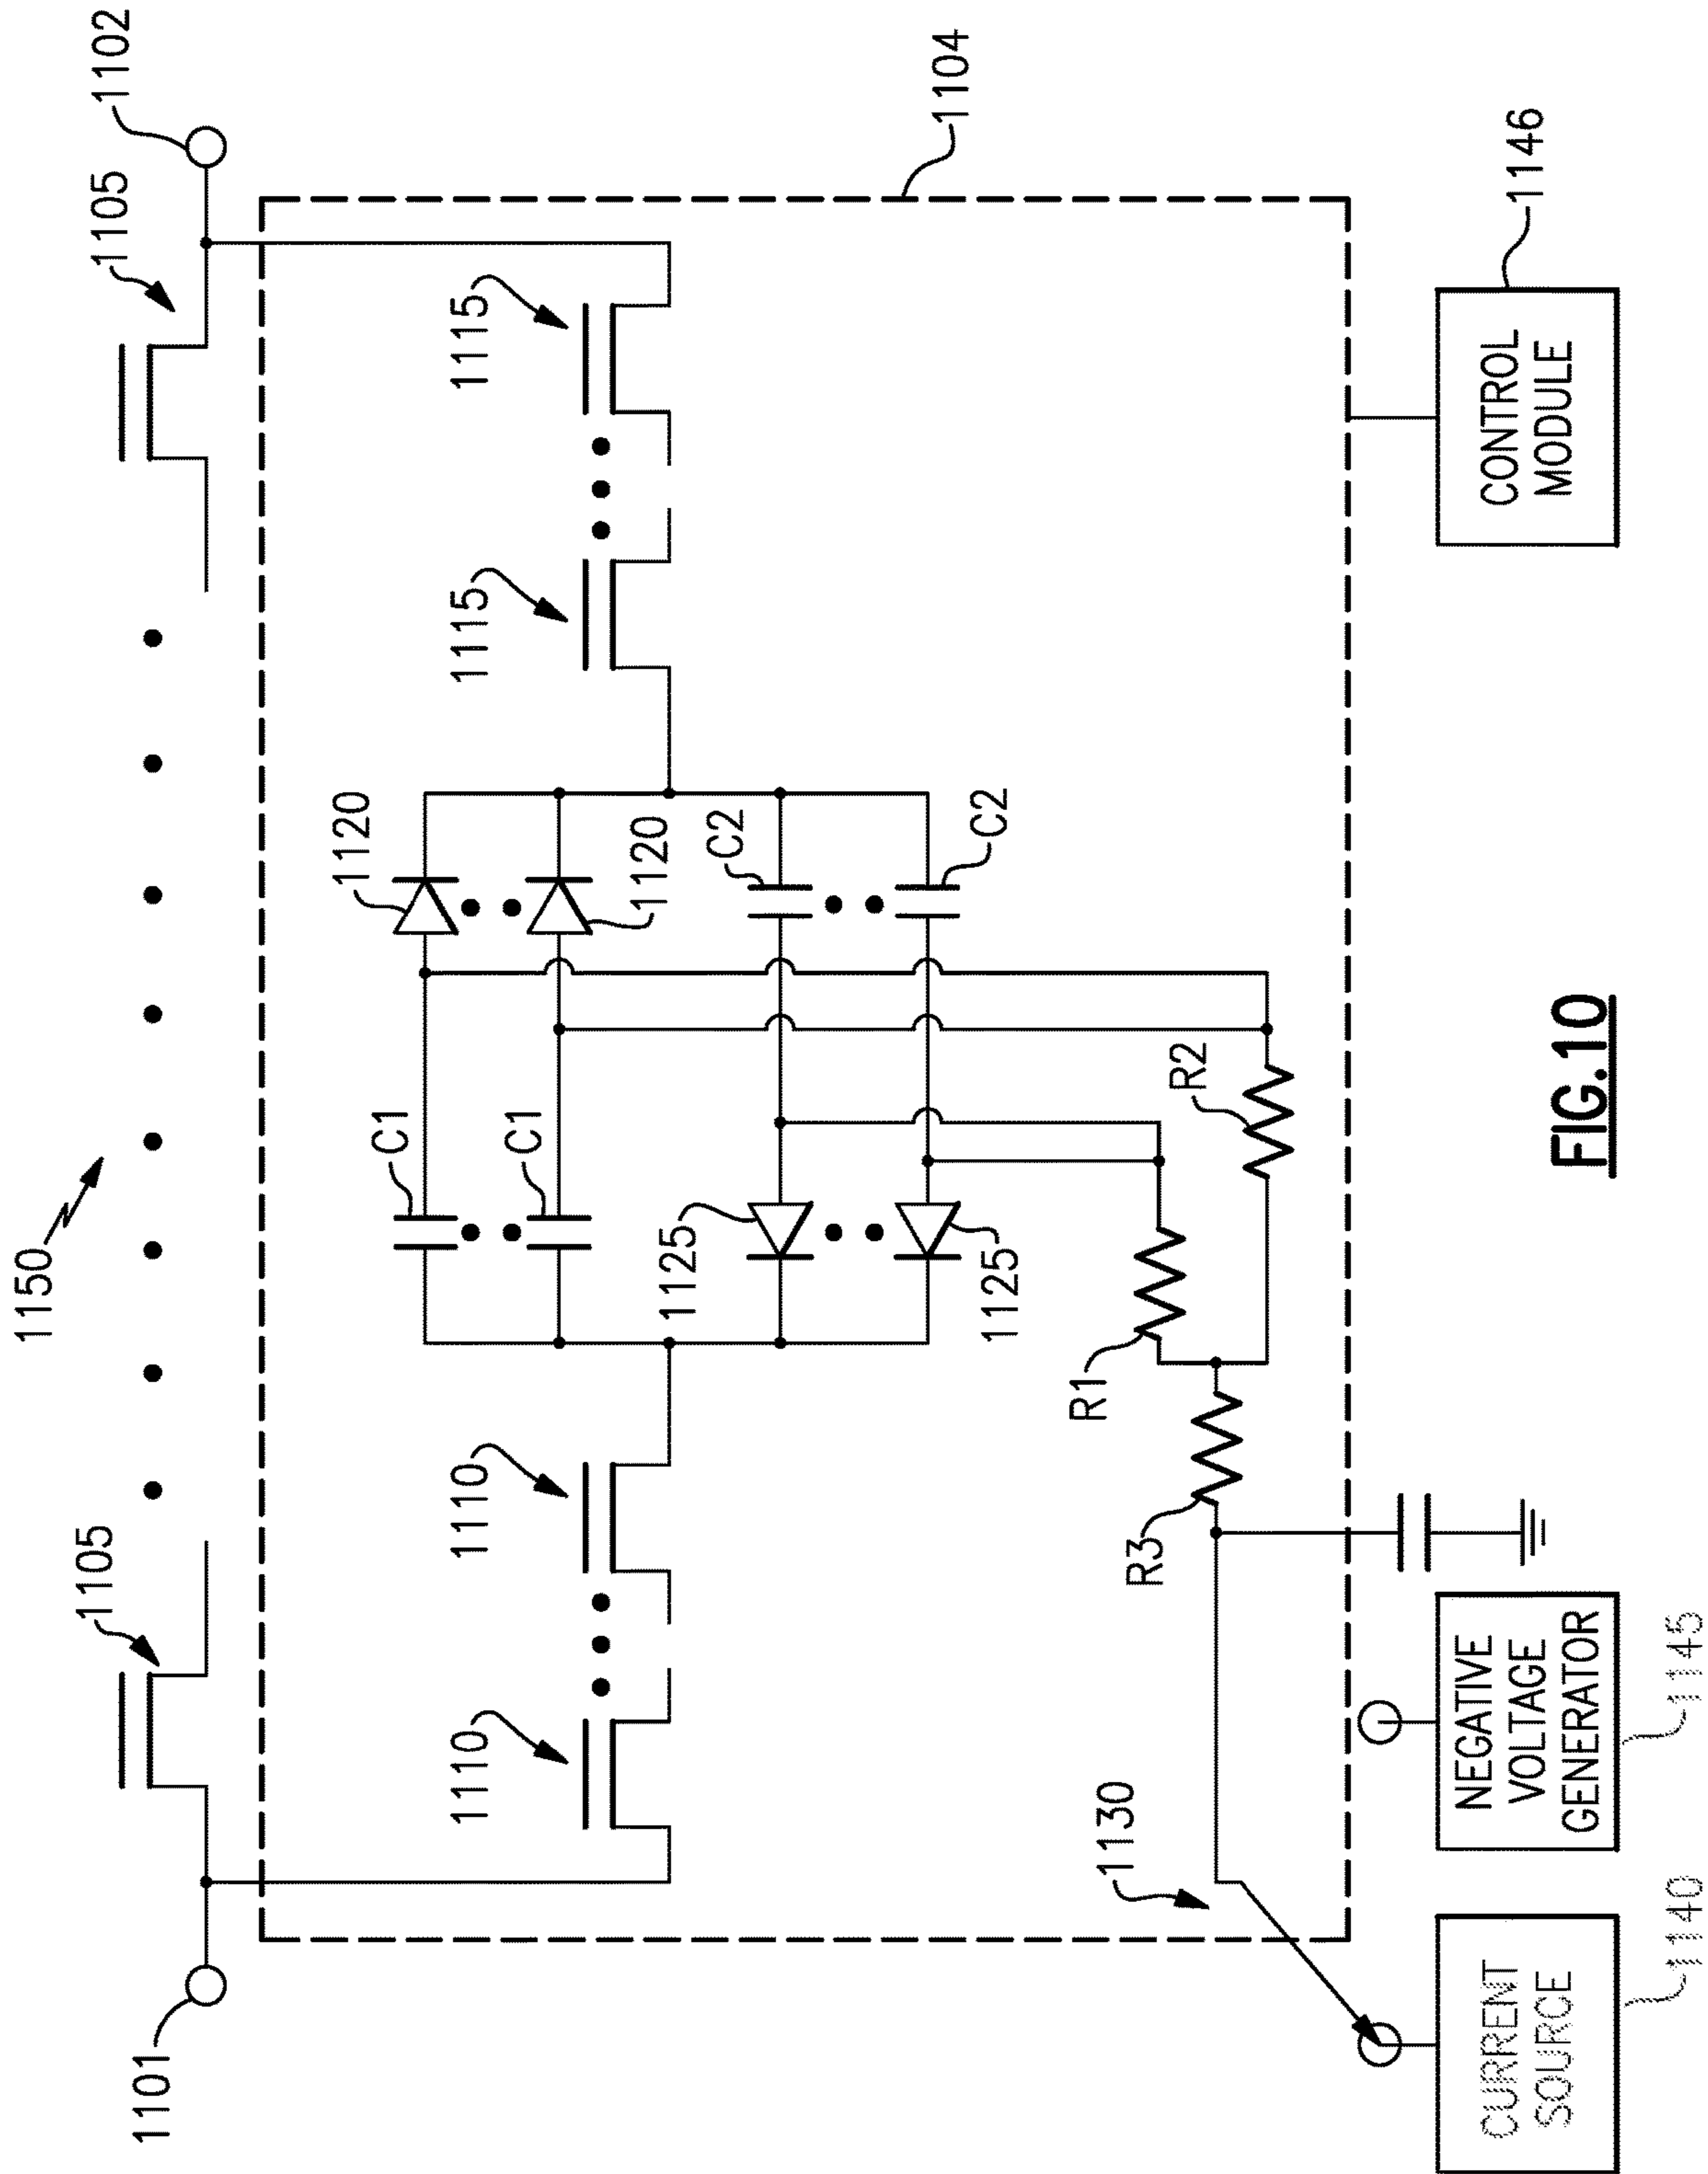 1150
1105
1105
1101
1102
1104
1110
1110
1115
1115
C1
C1
1120
1120
1125
1125
C2
C2
R1
R2
R3
1130
CURRENT
SOURCE
1140
NEGATIVE
VOLTAGE
GENERATOR
1145
CONTROL
MODULE
1146
FIG.10